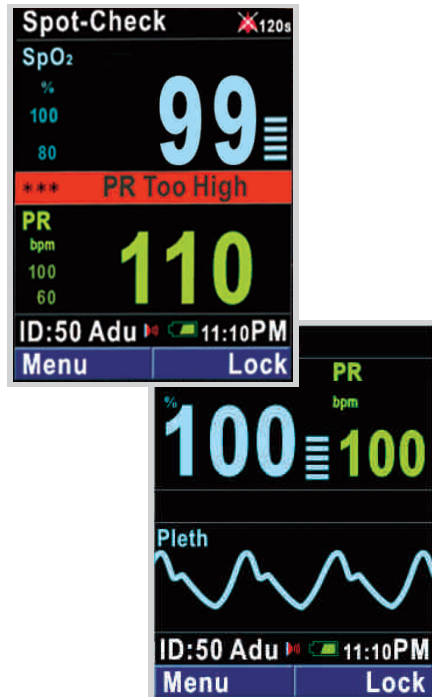 Spot-Check 120s
SpO₂
%
100
99
80
*** PR Too High
PR
bpm
110
100
60
ID:50 Adu 11:10PM
Menu Lock
PR
% bpm
100 100
Pleth
ID:50 Adu 11:10PM
Menu Lock